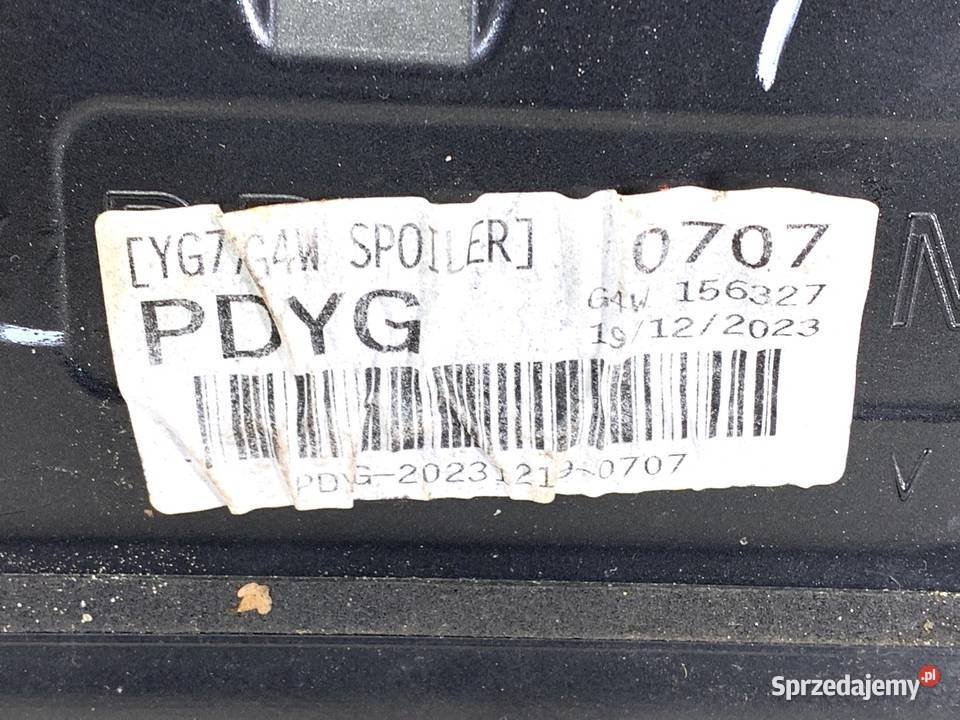 [YG7/G4W SPOILER] 0707
PDYG
G4W 156327
19/12/2023
PDYG-20231219-0707
N
V
Sprzedajemy.pl